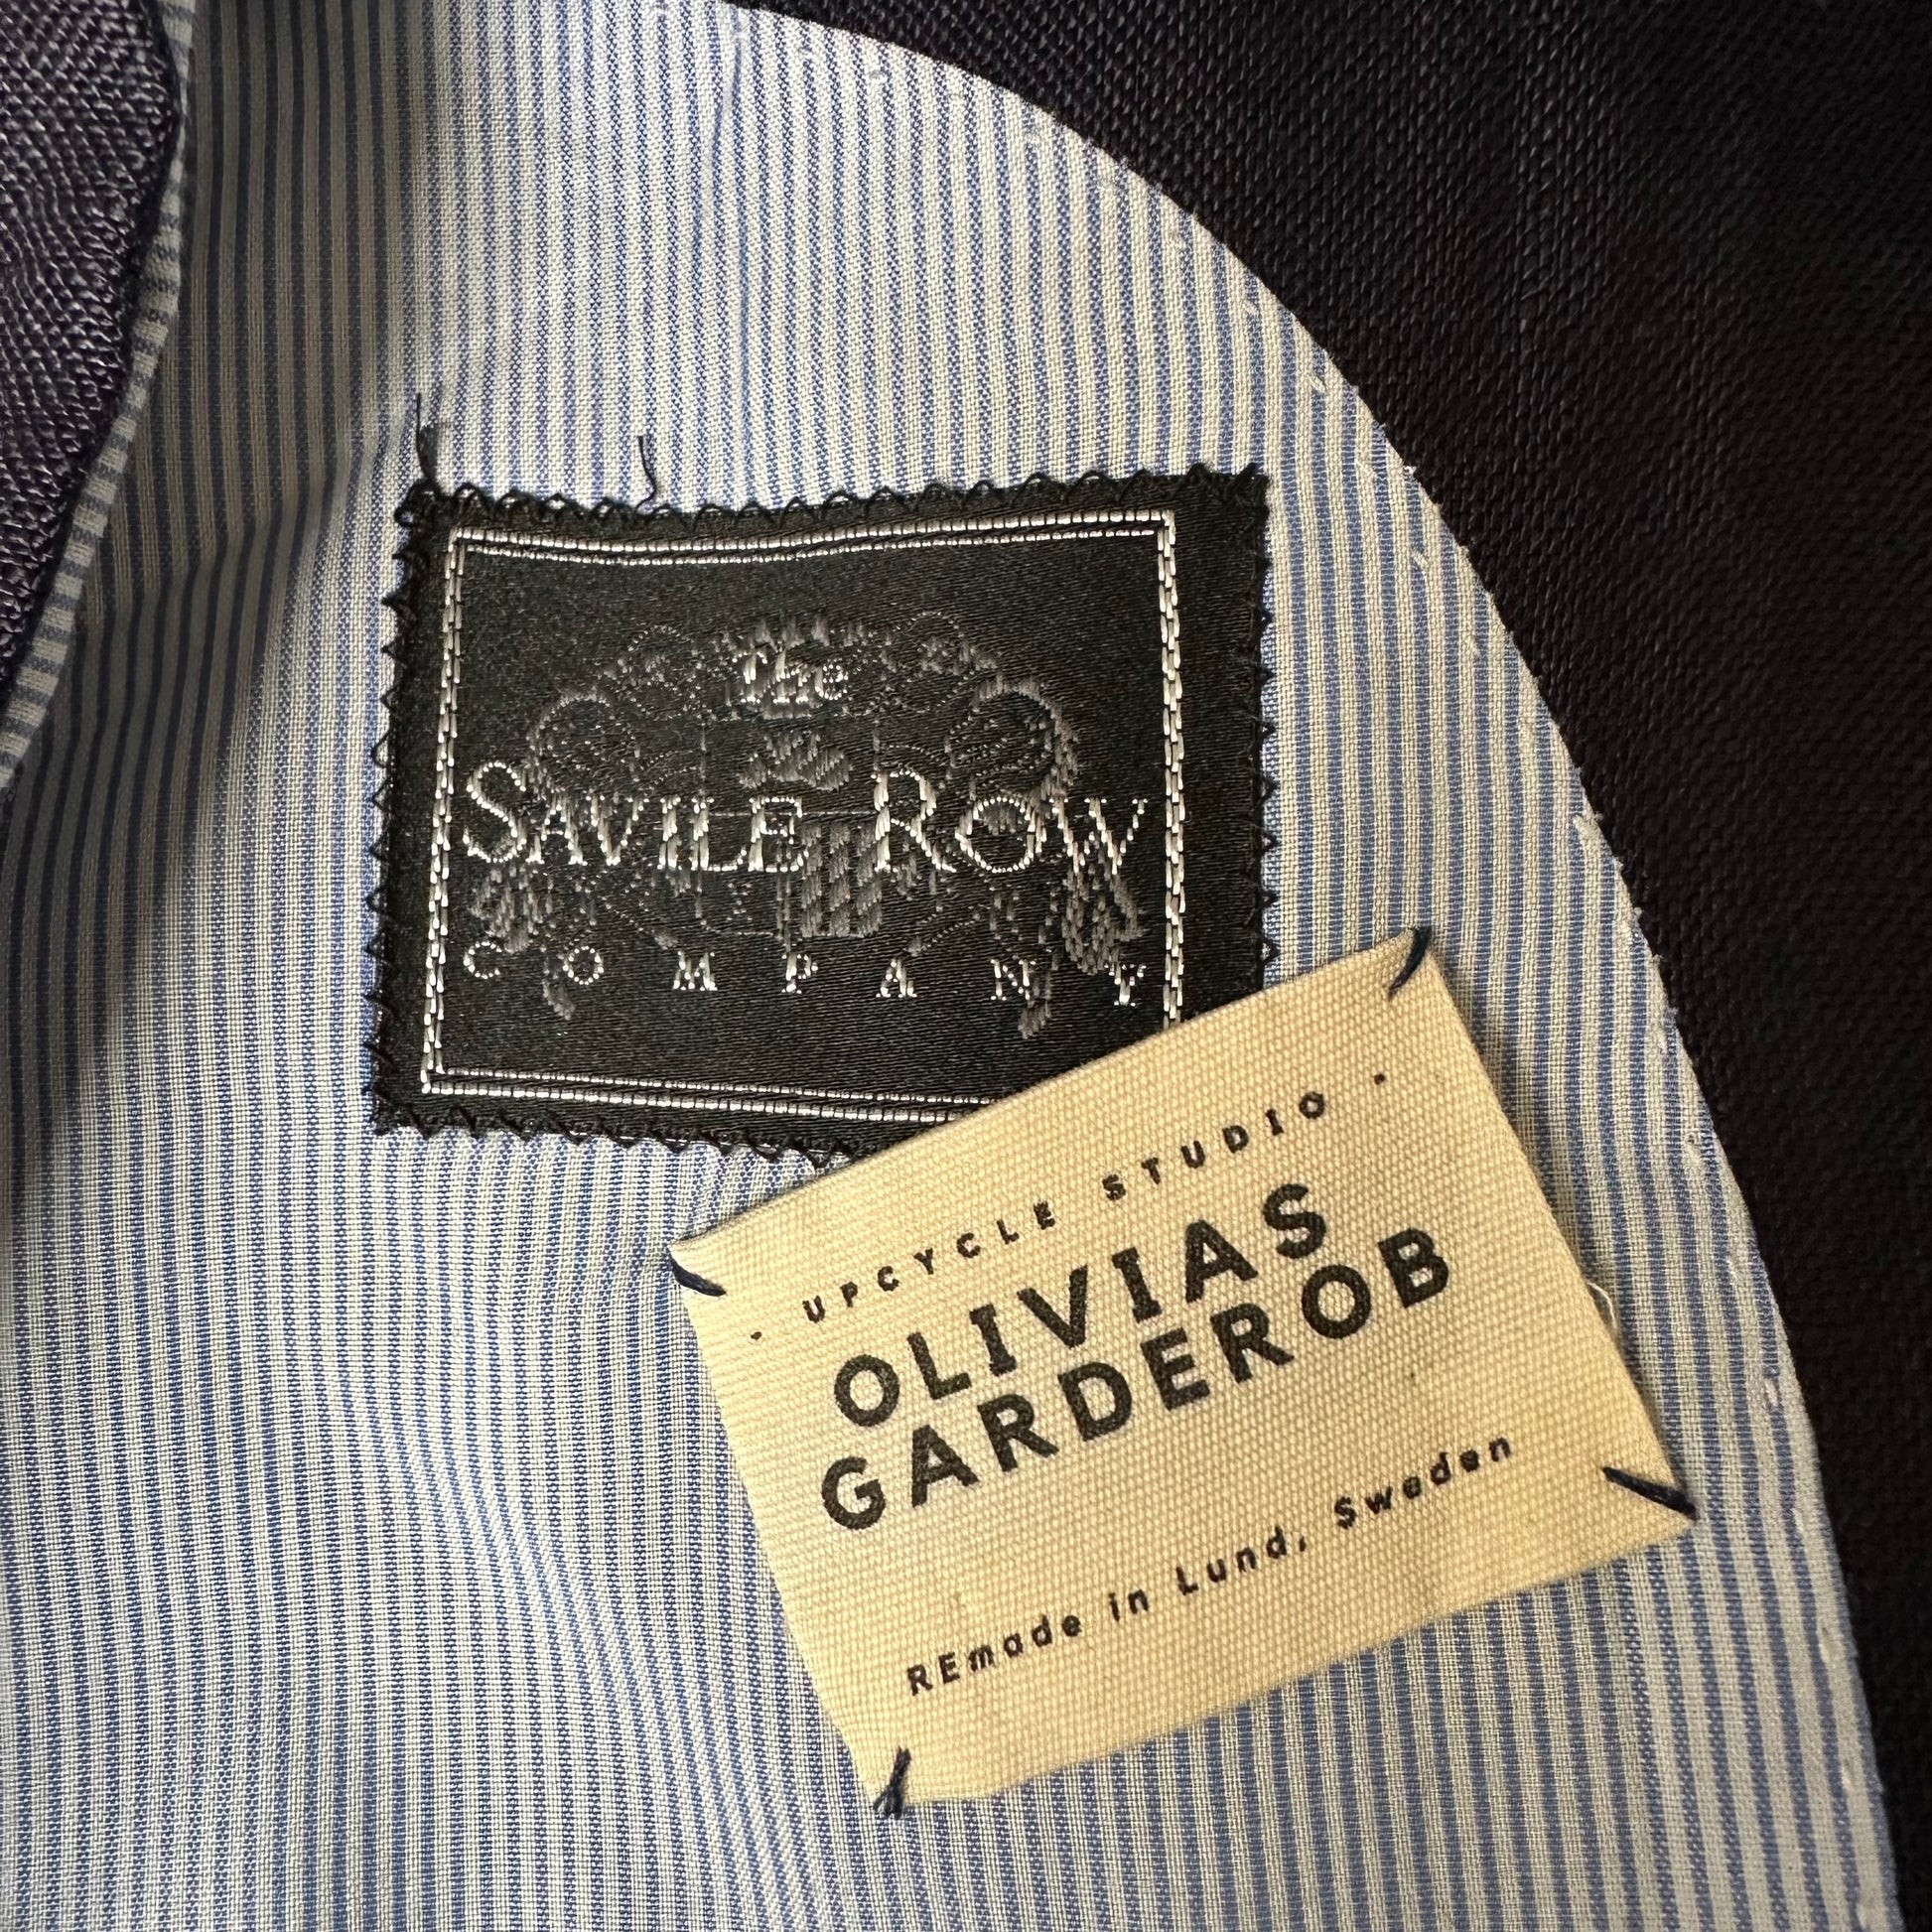 The
SAVILE ROW
COMPANY
· UPCYCLE STUDIO ·
OLIVIAS
GARDEROB
REmade in Lund, Sweden